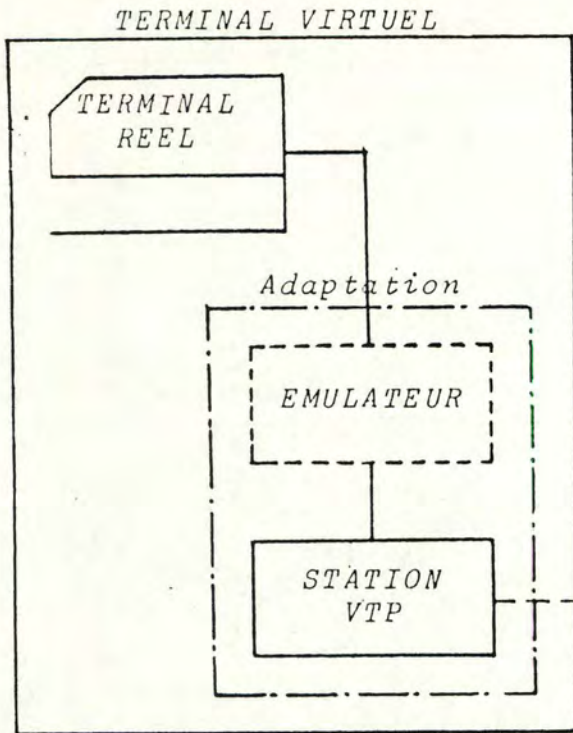 TERMINAL VIRTUEL
TERMINAL
REEL
Adaptation
EMULATEUR
STATION
VTP